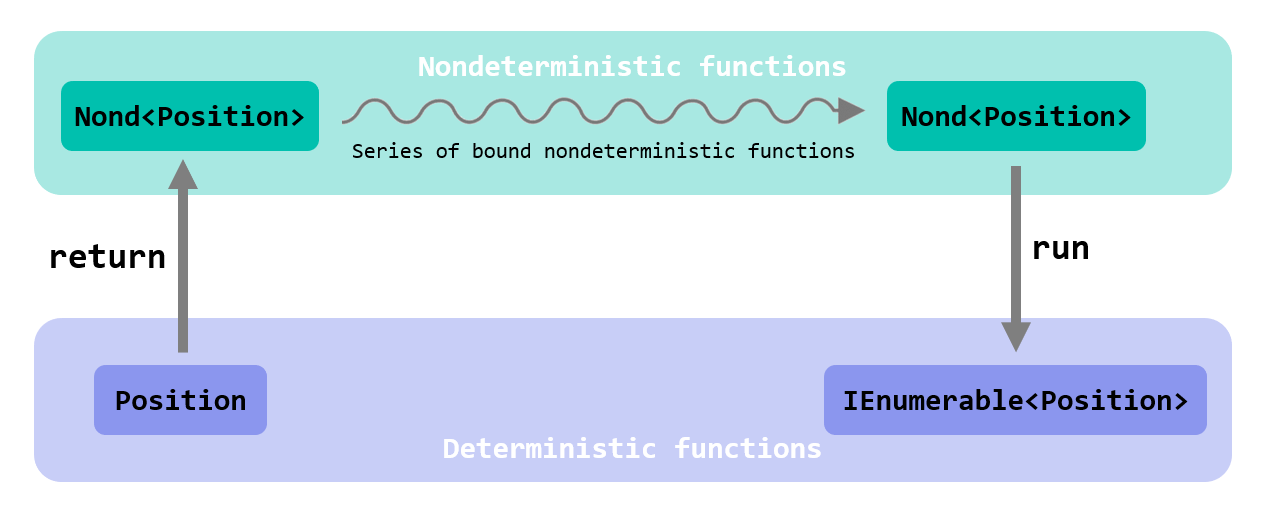 Nondeterministic functions
Nond<Position>
Nond<Position>
Series of bound nondeterministic functions
return
run
Position
IEnumerable<Position>
Deterministic functions